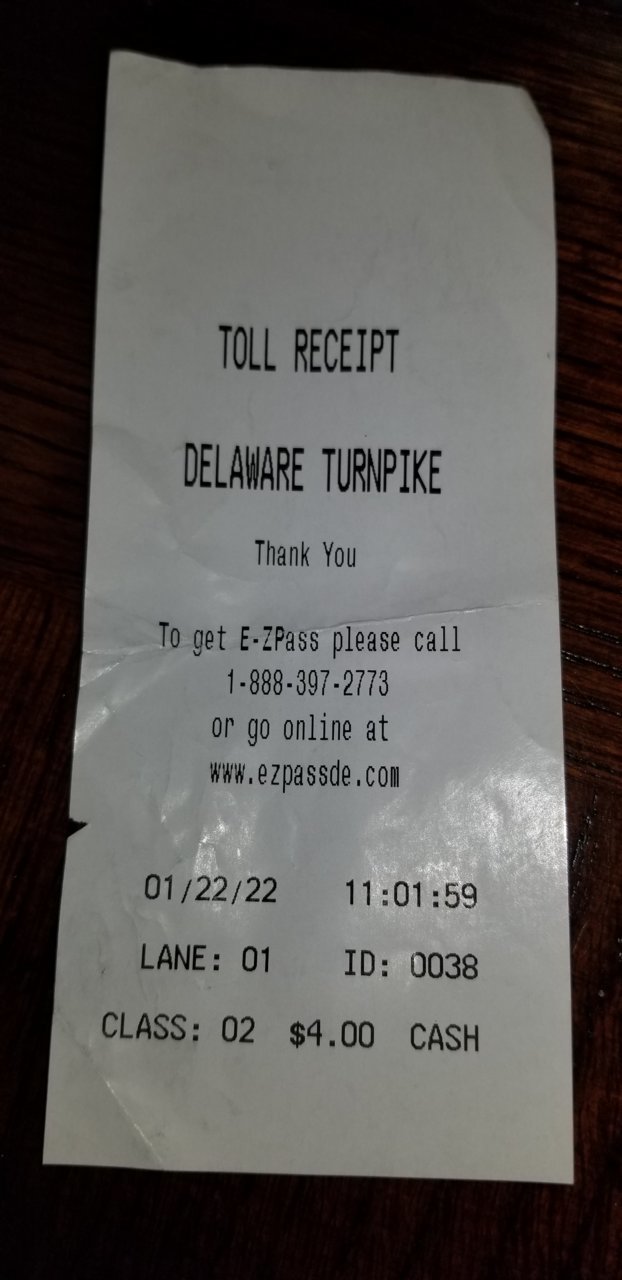 TOLL RECEIPT
DELAWARE TURNPIKE
Thank You
To get E-ZPass please call
1-888-397-2773
or go online at
www.ezpassde.com
01/22/22 11:01:59
LANE: 01 ID: 0038
CLASS: 02 $4.00 CASH